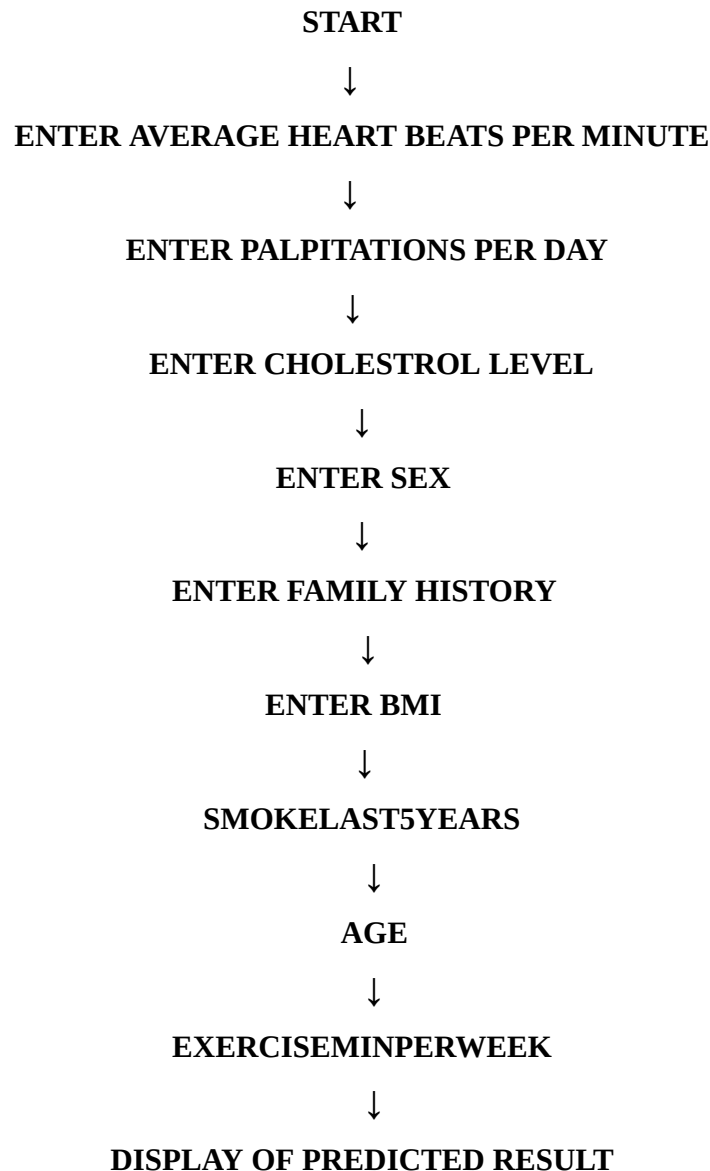 START
↓
ENTER AVERAGE HEART BEATS PER MINUTE
↓
ENTER PALPITATIONS PER DAY
↓
ENTER CHOLESTROL LEVEL
↓
ENTER SEX
↓
ENTER FAMILY HISTORY
↓
ENTER BMI
↓
SMOKELAST5YEARS
↓
AGE
↓
EXERCISEMINPERWEEK
↓
DISPLAY OF PREDICTED RESULT